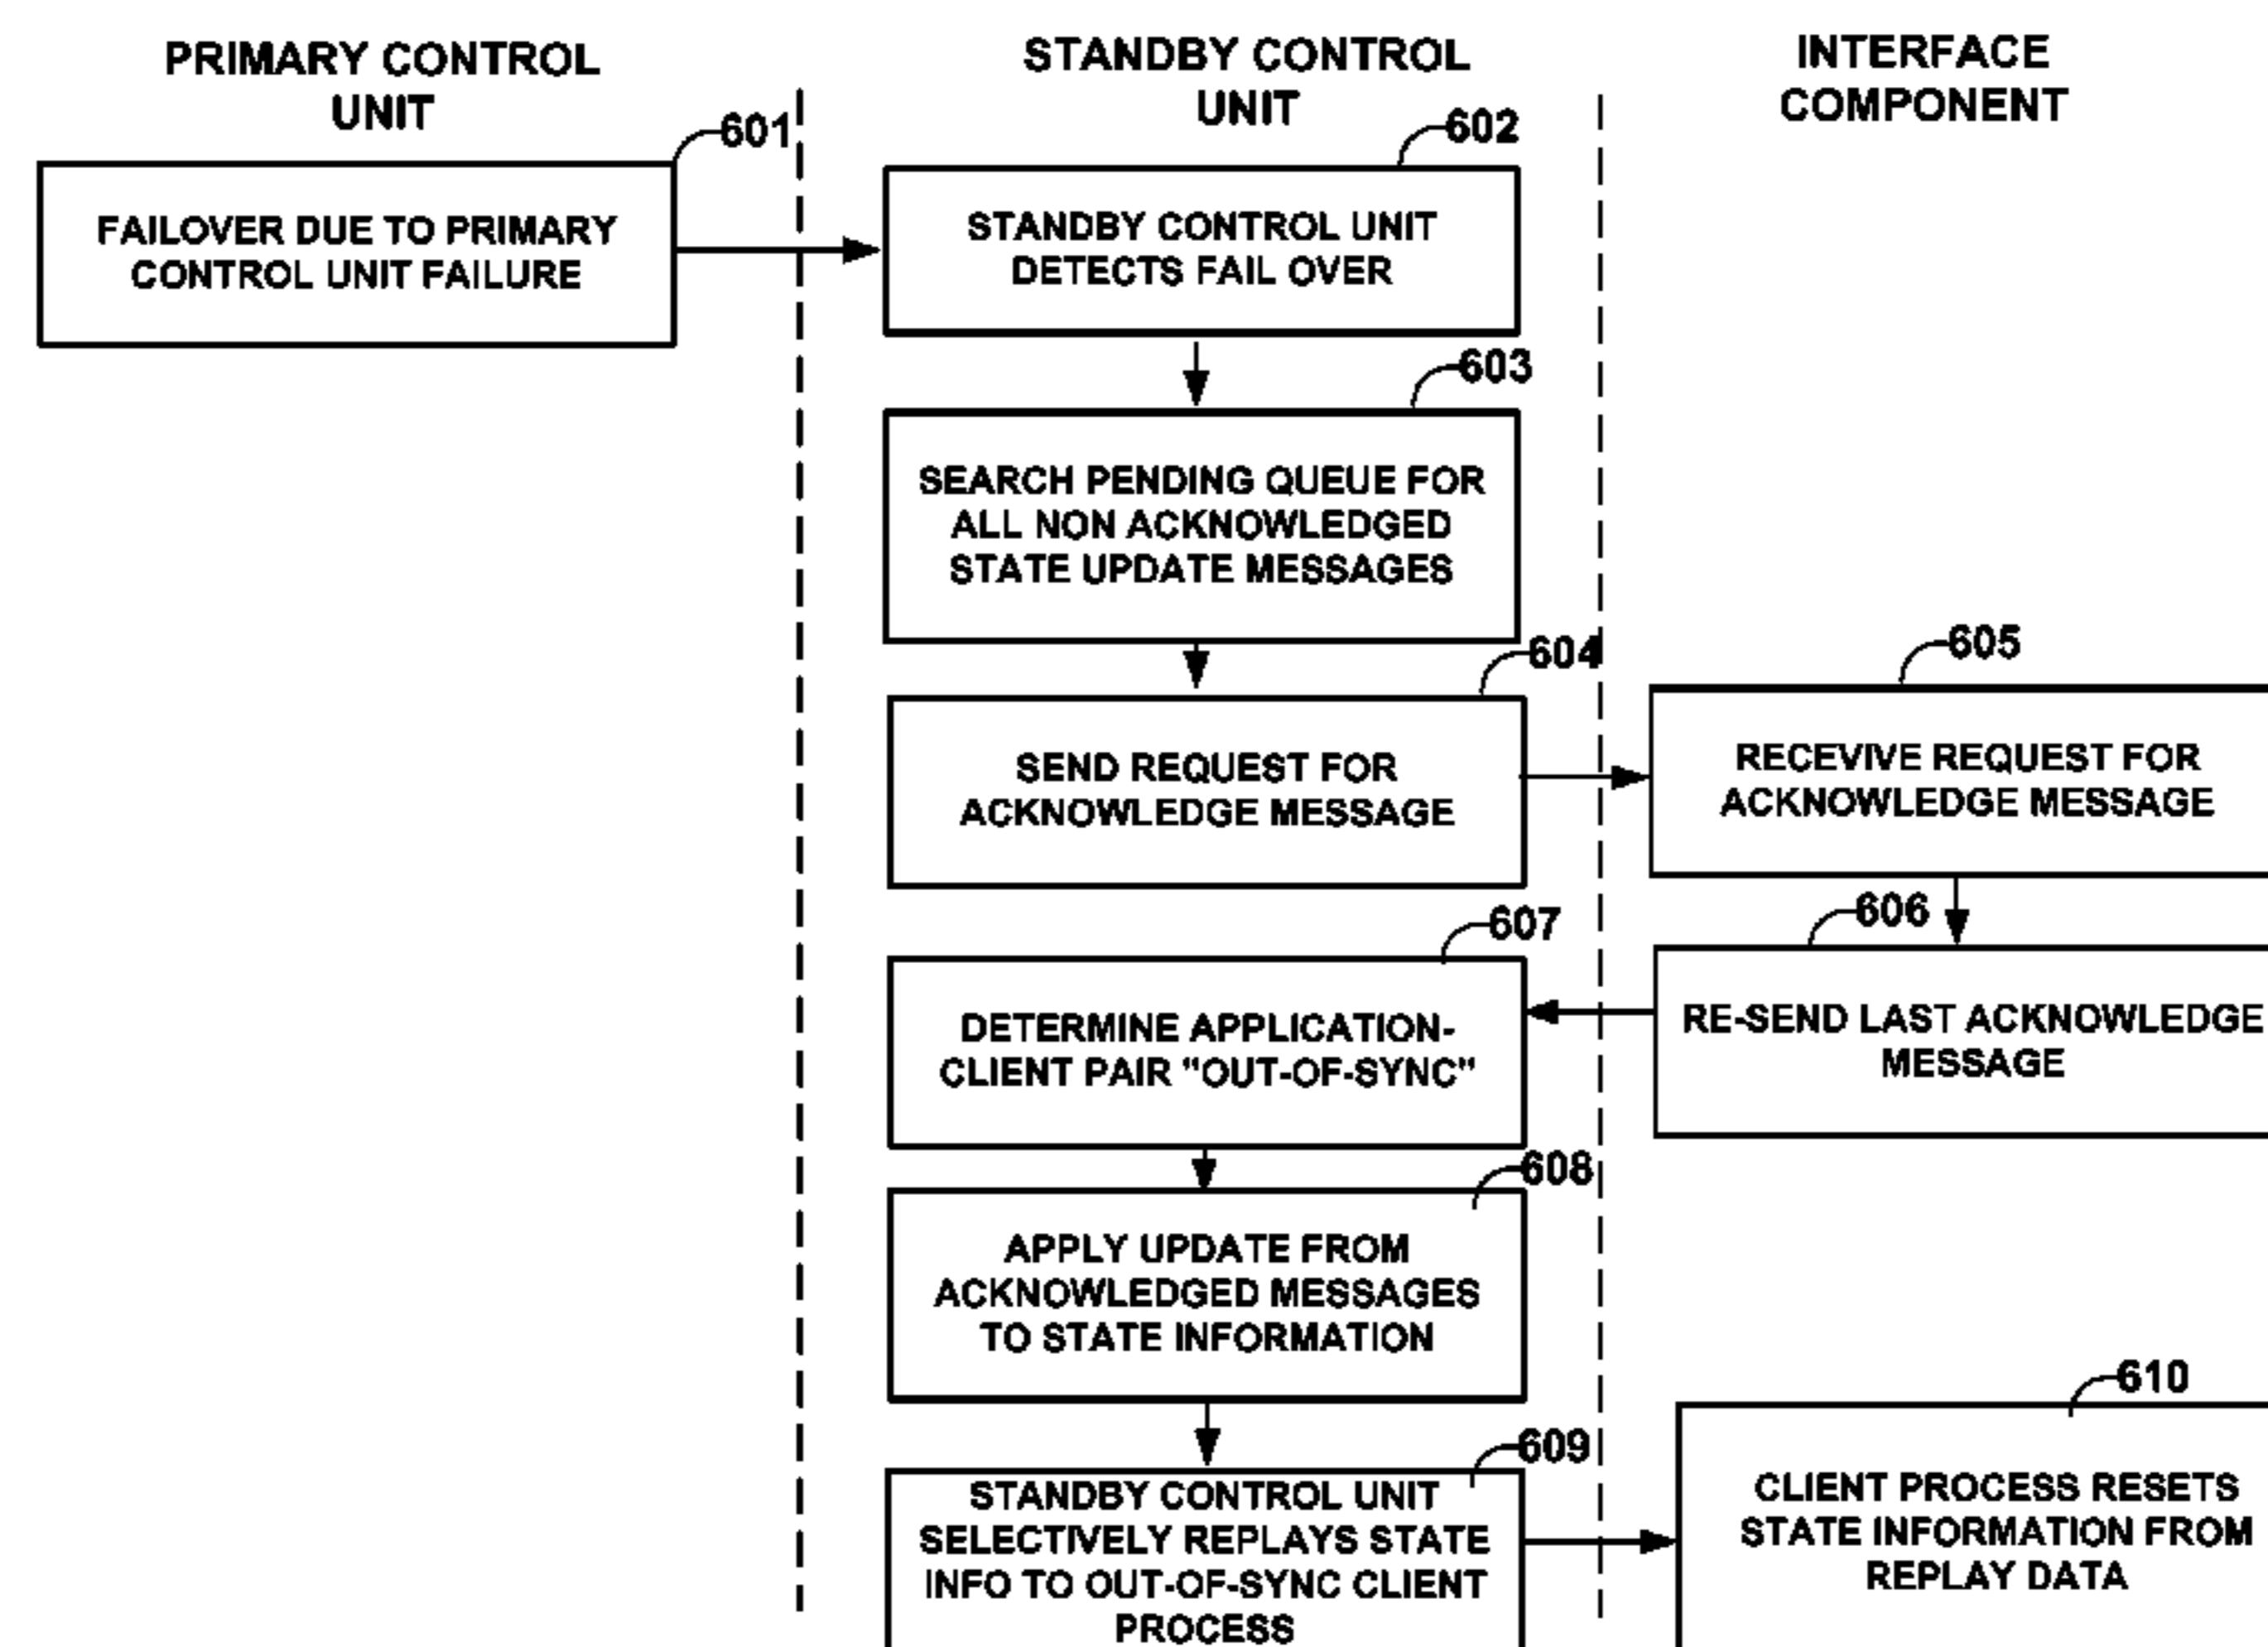 PRIMARY CONTROL
UNIT
STANDBY CONTROL
UNIT
INTERFACE
COMPONENT
601
FAILOVER DUE TO PRIMARY
CONTROL UNIT FAILURE
602
STANDBY CONTROL UNIT
DETECTS FAIL OVER
603
SEARCH PENDING QUEUE FOR
ALL NON ACKNOWLEDGED
STATE UPDATE MESSAGES
604
SEND REQUEST FOR
ACKNOWLEDGE MESSAGE
605
RECEVIVE REQUEST FOR
ACKNOWLEDGE MESSAGE
606
RE-SEND LAST ACKNOWLEDGE
MESSAGE
607
DETERMINE APPLICATION-
CLIENT PAIR "OUT-OF-SYNC"
608
APPLY UPDATE FROM
ACKNOWLEDGED MESSAGES
TO STATE INFORMATION
609
STANDBY CONTROL UNIT
SELECTIVELY REPLAYS STATE
INFO TO OUT-OF-SYNC CLIENT
PROCESS
610
CLIENT PROCESS RESETS
STATE INFORMATION FROM
REPLAY DATA